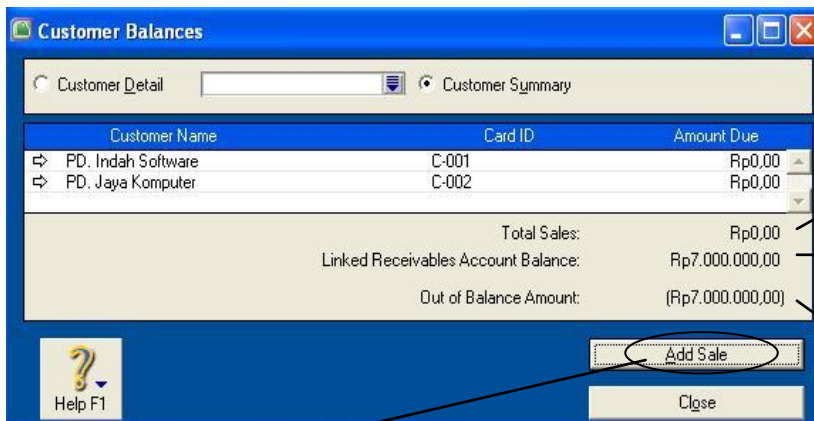 Customer Balances
Customer Detail Customer Summary
Customer Name Card ID Amount Due
PD. Indah Software C-001 Rp0,00
PD. Jaya Komputer C-002 Rp0,00
Total Sales: Rp0,00
Linked Receivables Account Balance: Rp7.000.000,00
Out of Balance Amount: (Rp7.000.000,00)
Add Sale
Help F1 Close